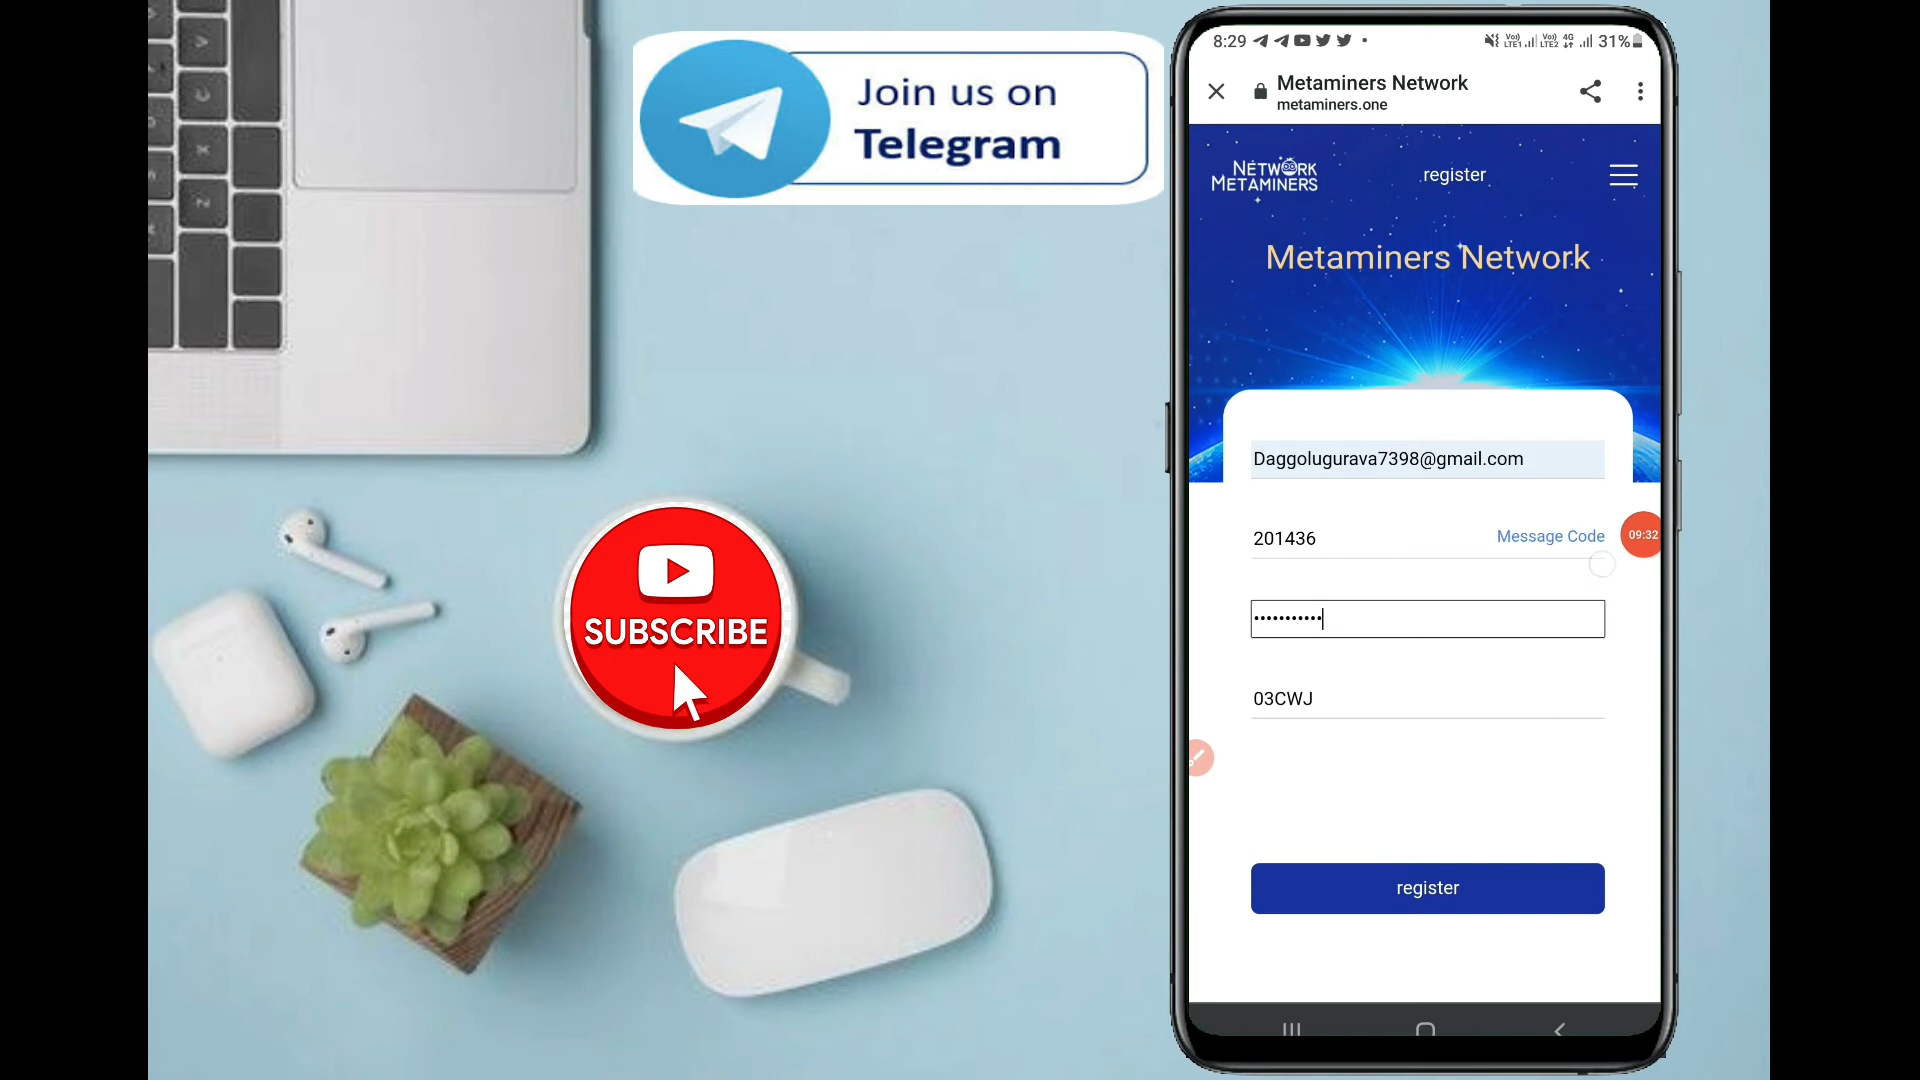 Join us on
Telegram
SUBSCRIBE
8:29 31%
Metaminers Network
metaminers.one
NETWORK
METAMINERS
register
Metaminers Network
Daggolugurava7398@gmail.com
201436 Message Code
09:32
•••••••••••
03CWJ
register